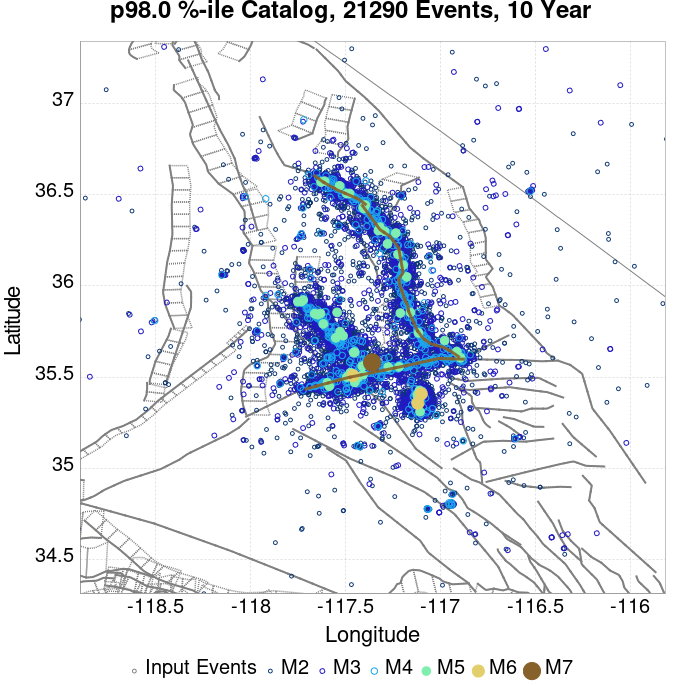 p98.0 %-ile Catalog, 21290 Events, 10 Year
37
36.5
36
35.5
35
34.5
Latitude
-118.5 -118 -117.5 -117 -116.5 -116
Longitude
Input Events M2 M3 M4 M5 M6 M7